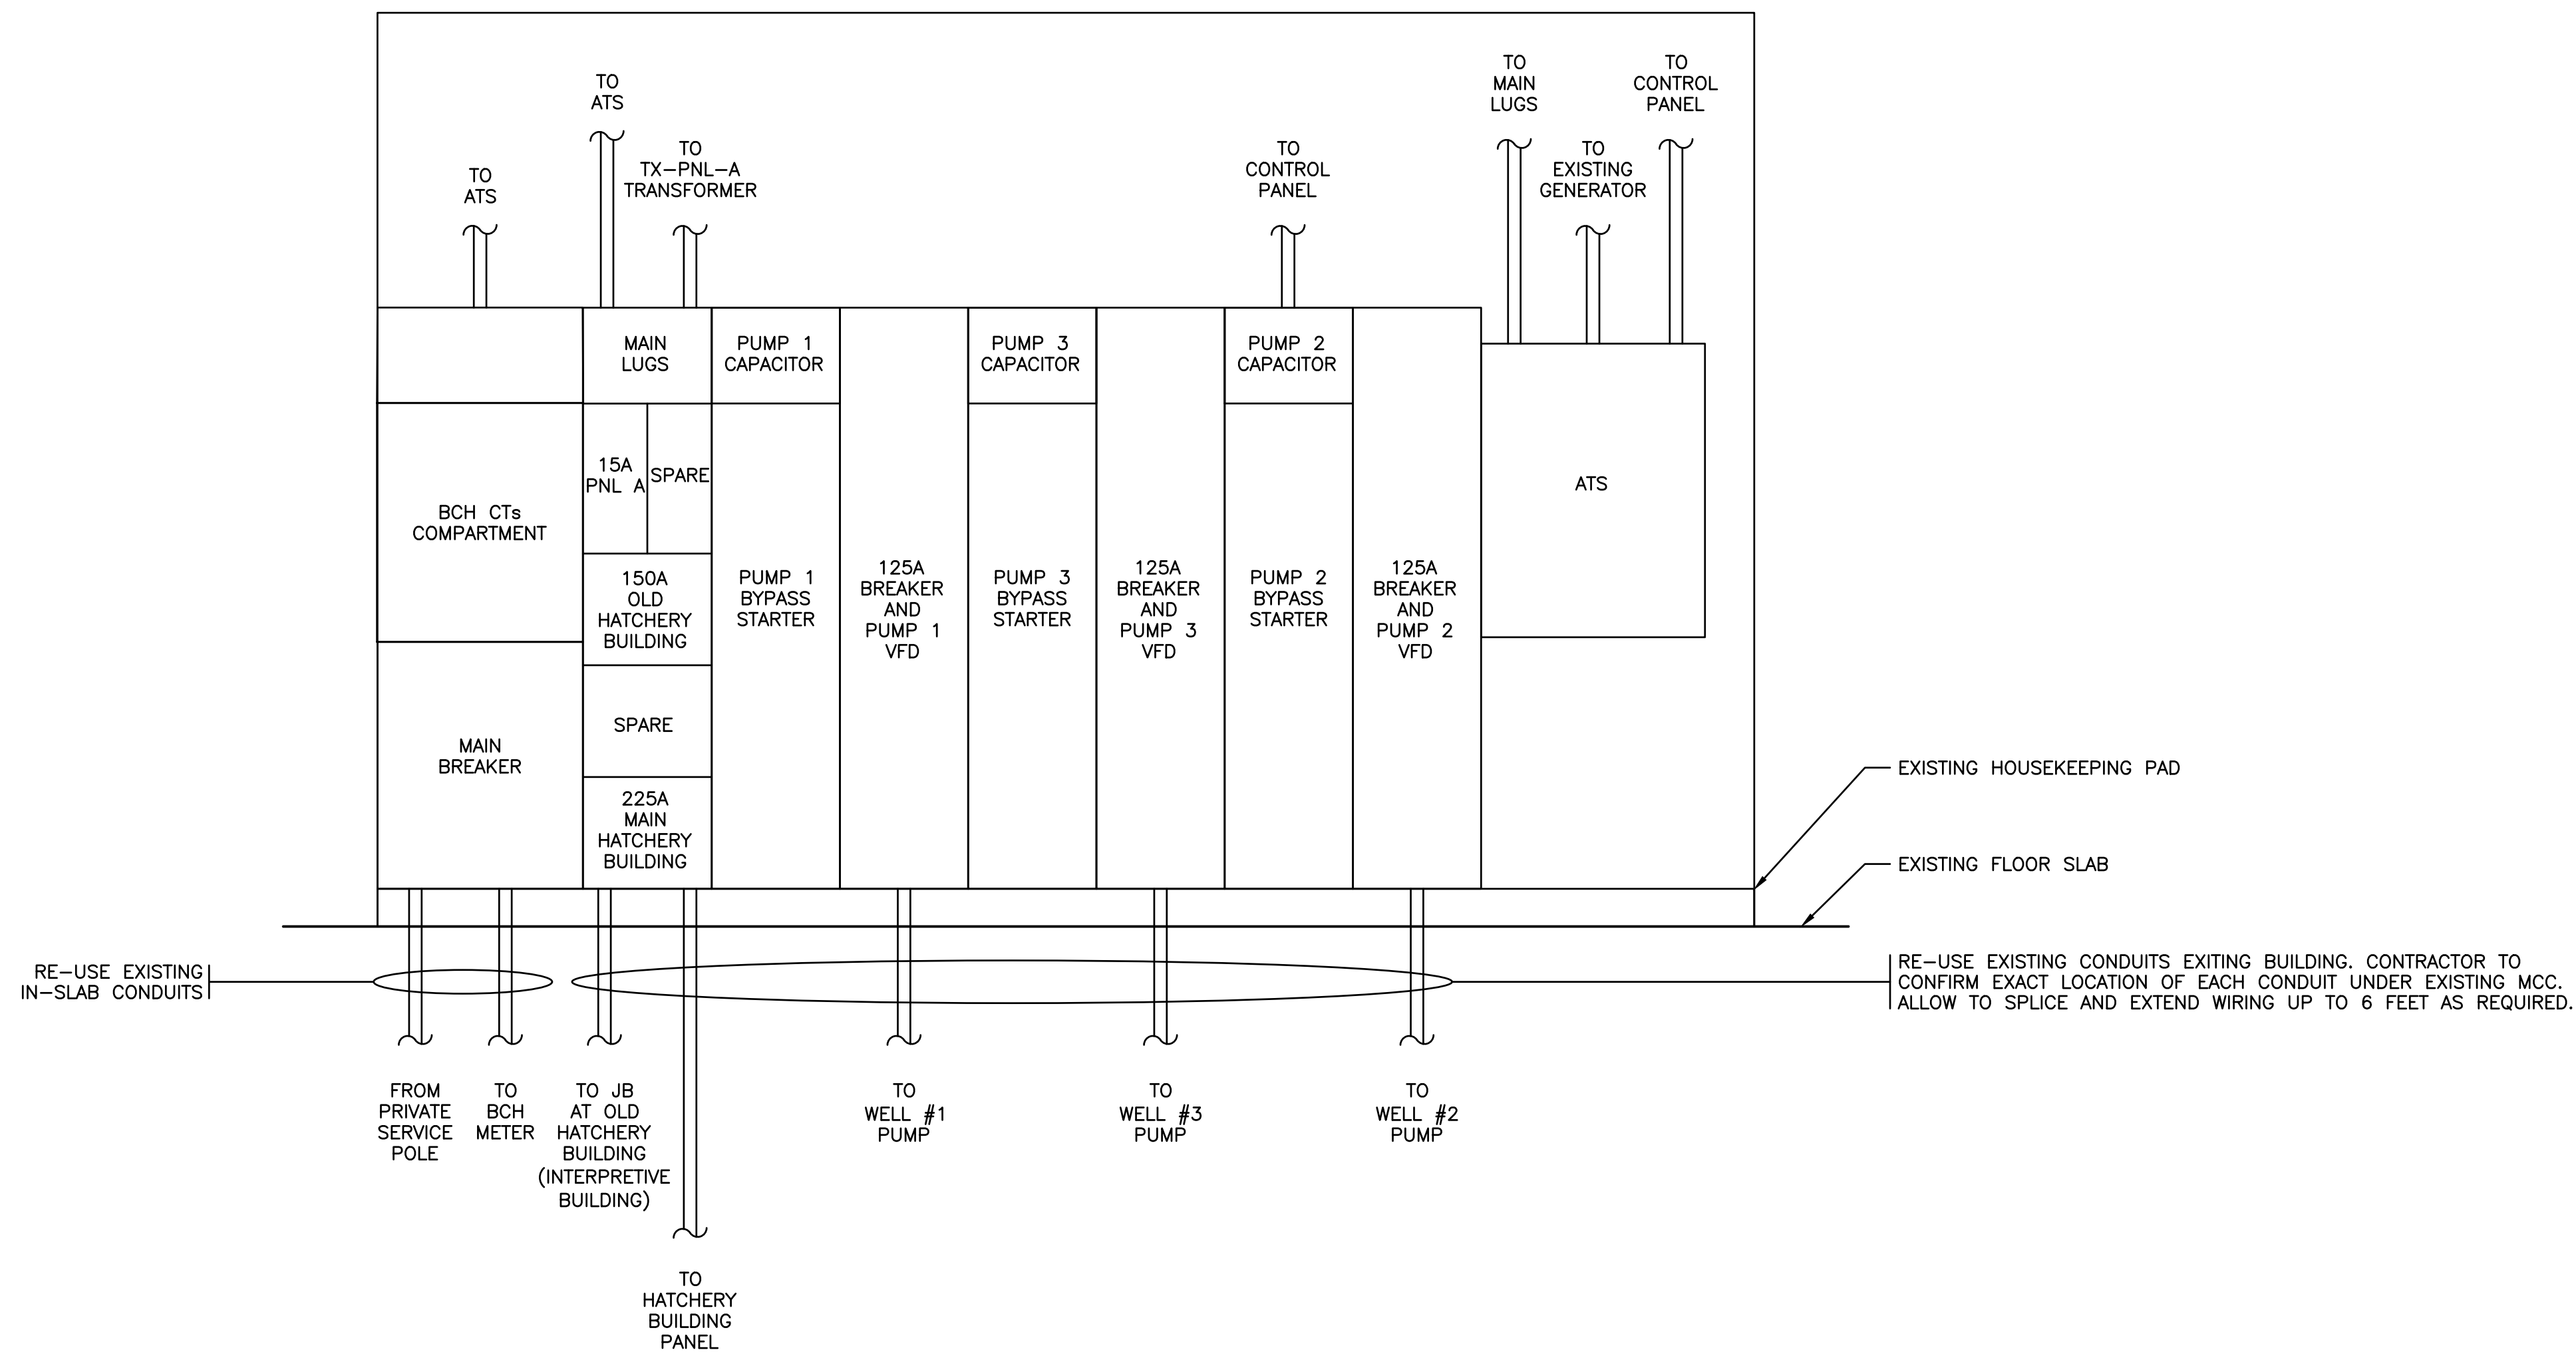 TO
ATS
TO
ATS
TO
TX-PNL-A
TRANSFORMER
TO
CONTROL
PANEL
TO
MAIN
LUGS
TO
EXISTING
GENERATOR
TO
CONTROL
PANEL
MAIN
LUGS
PUMP 1
CAPACITOR
PUMP 3
CAPACITOR
PUMP 2
CAPACITOR
BCH CTs
COMPARTMENT
15A
PNL A
SPARE
ATS
150A
OLD
HATCHERY
BUILDING
PUMP 1
BYPASS
STARTER
125A
BREAKER
AND
PUMP 1
VFD
PUMP 3
BYPASS
STARTER
125A
BREAKER
AND
PUMP 3
VFD
PUMP 2
BYPASS
STARTER
125A
BREAKER
AND
PUMP 2
VFD
MAIN
BREAKER
SPARE
225A
MAIN
HATCHERY
BUILDING
EXISTING HOUSEKEEPING PAD
EXISTING FLOOR SLAB
RE-USE EXISTING
IN-SLAB CONDUITS
RE-USE EXISTING CONDUITS EXITING BUILDING. CONTRACTOR TO
CONFIRM EXACT LOCATION OF EACH CONDUIT UNDER EXISTING MCC.
ALLOW TO SPLICE AND EXTEND WIRING UP TO 6 FEET AS REQUIRED.
FROM
PRIVATE
SERVICE
POLE
TO
BCH
METER
TO JB
AT OLD
HATCHERY
BUILDING
(INTERPRETIVE
BUILDING)
TO
HATCHERY
BUILDING
PANEL
TO
WELL #1
PUMP
TO
WELL #3
PUMP
TO
WELL #2
PUMP